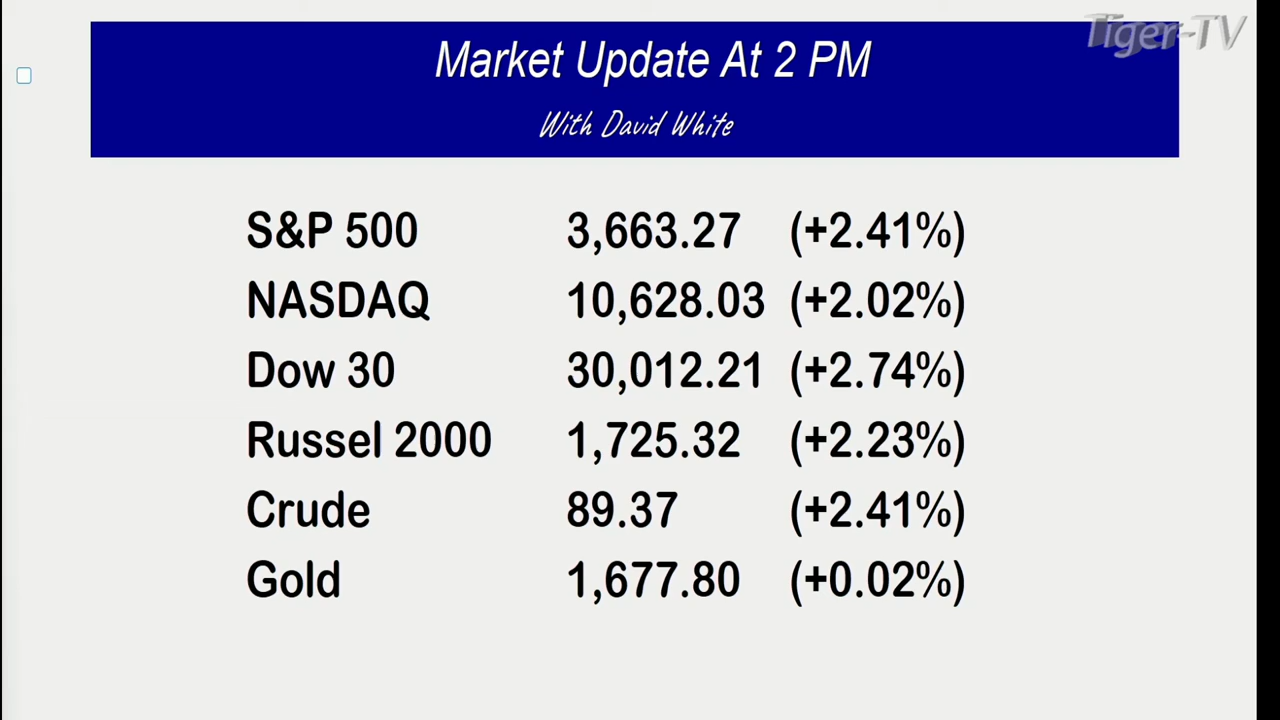 Tiger-TV
Market Update At 2 PM
With David White
S&P 500 3,663.27 (+2.41%)
NASDAQ 10,628.03 (+2.02%)
Dow 30 30,012.21 (+2.74%)
Russel 2000 1,725.32 (+2.23%)
Crude 89.37 (+2.41%)
Gold 1,677.80 (+0.02%)